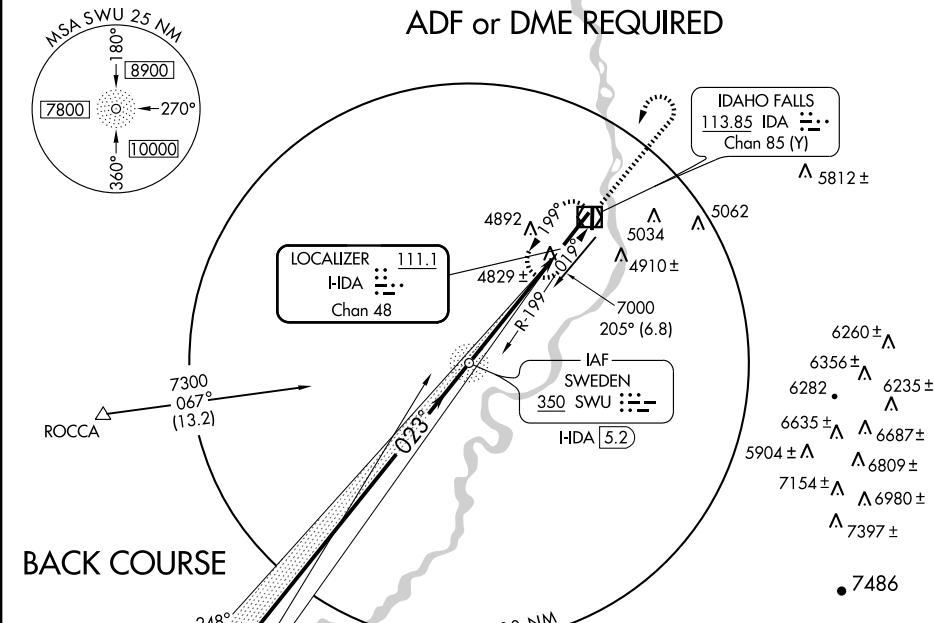 ADF or DME REQUIRED
MSA SWU 25 NM
180°
8900
7800
270°
10000
360°
IDAHO FALLS
113.85 IDA
Chan 85 (Y)
5812 ±
4892
199°
5062
5034
LOCALIZER 111.1
I-IDA
Chan 48
4829 ±
019°
4910 ±
R-199
7000
205° (6.8)
IAF
SWEDEN
350 SWU
I-IDA 5.2
7300
067°
(13.2)
ROCCA
023°
6260 ±
6356 ±
6282
6235 ±
6635 ±
6687 ±
5904 ±
6809 ±
7154 ±
6980 ±
7397 ±
7486
BACK COURSE
248°
NM